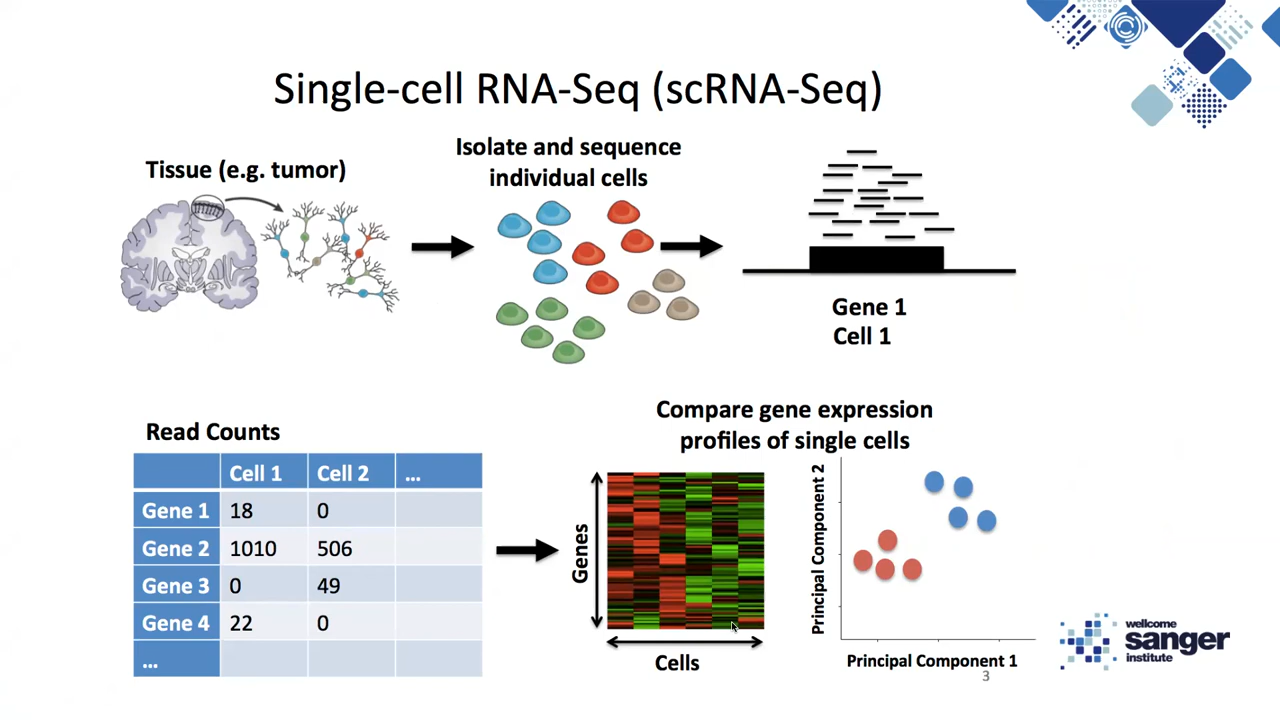 Single-cell RNA-Seq (scRNA-Seq)
Tissue (e.g. tumor)
Isolate and sequence
individual cells
Gene 1
Cell 1
Read Counts
Cell 1 Cell 2 ...
Gene 1 18 0
Gene 2 1010 506
Gene 3 0 49
Gene 4 22 0
...
Compare gene expression
profiles of single cells
Genes
Cells
Principal Component 2
Principal Component 1
3
wellcome
sanger
institute